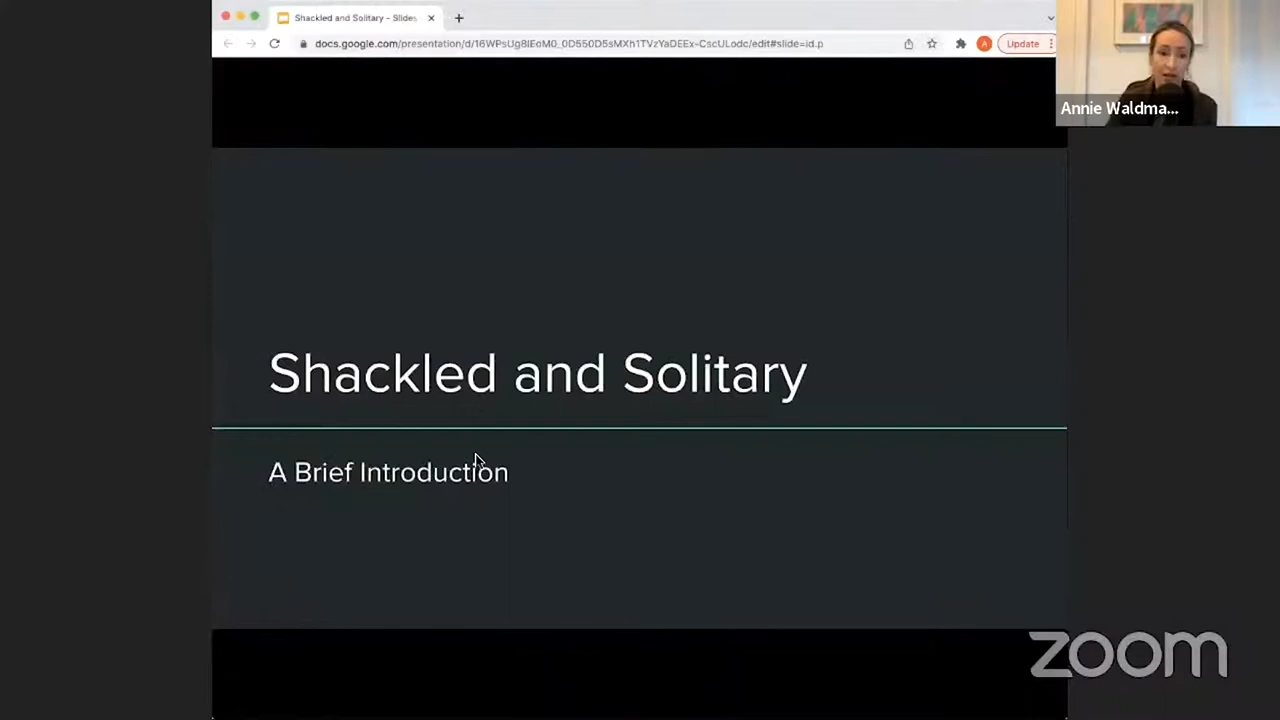 Shackled and Solitary - Slides
docs.google.com/presentation/d/16WPsUg8IEoM0_0D550D5sMXh1TVzYaDEEx-CscULodc/edit#slide=id.p
A
Update
Annie Waldma...
Shackled and Solitary
A Brief Introduction
zoom